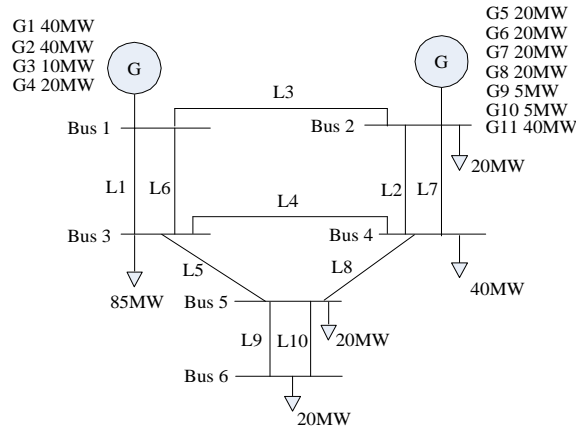 G1 40MW
G2 40MW
G3 10MW
G4 20MW
G
G5 20MW
G6 20MW
G7 20MW
G8 20MW
G9 5MW
G10 5MW
G11 40MW
G
L3
Bus 1
Bus 2
20MW
L1
L6
L2
L7
L4
Bus 3
Bus 4
L5
L8
85MW
40MW
Bus 5
L9
L10
20MW
Bus 6
20MW